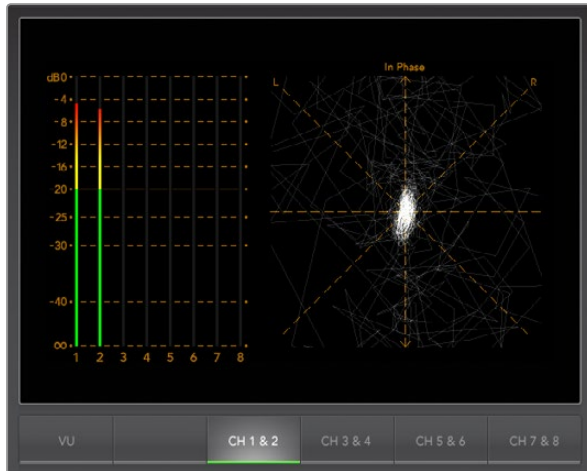 In Phase
dB0
L
R
-4
-8
-12
-16
20
-25
-30
-40
∞
1 2 3 4 5 6 7 8
VU
CH 1 & 2
CH 3 & 4
CH 5 & 6
CH 7 & 8